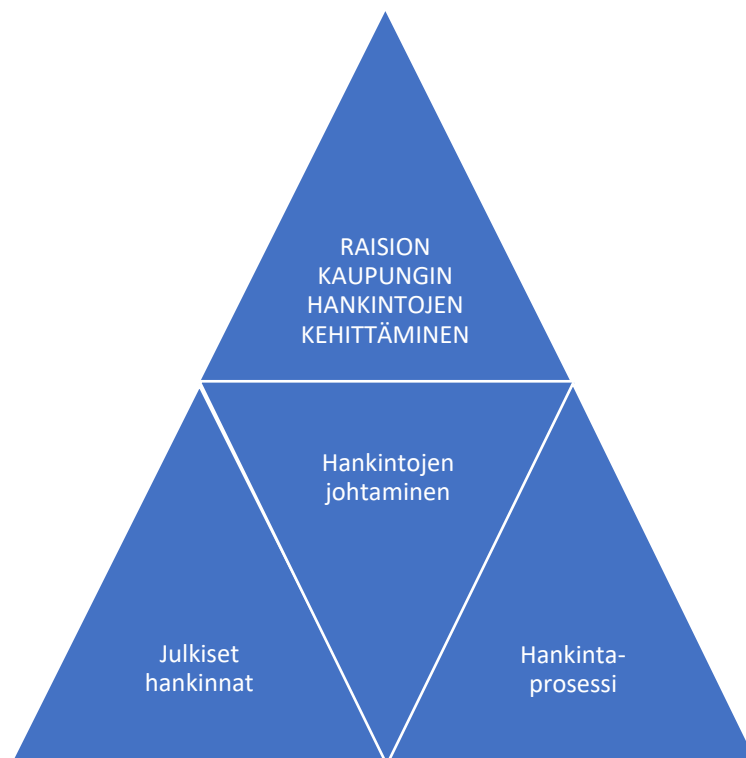 RAISION
KAUPUNGIN
HANKINTOJEN
KEHITTÄMINEN
Hankintojen
johtaminen
Julkiset
hankinnat
Hankinta-
prosessi